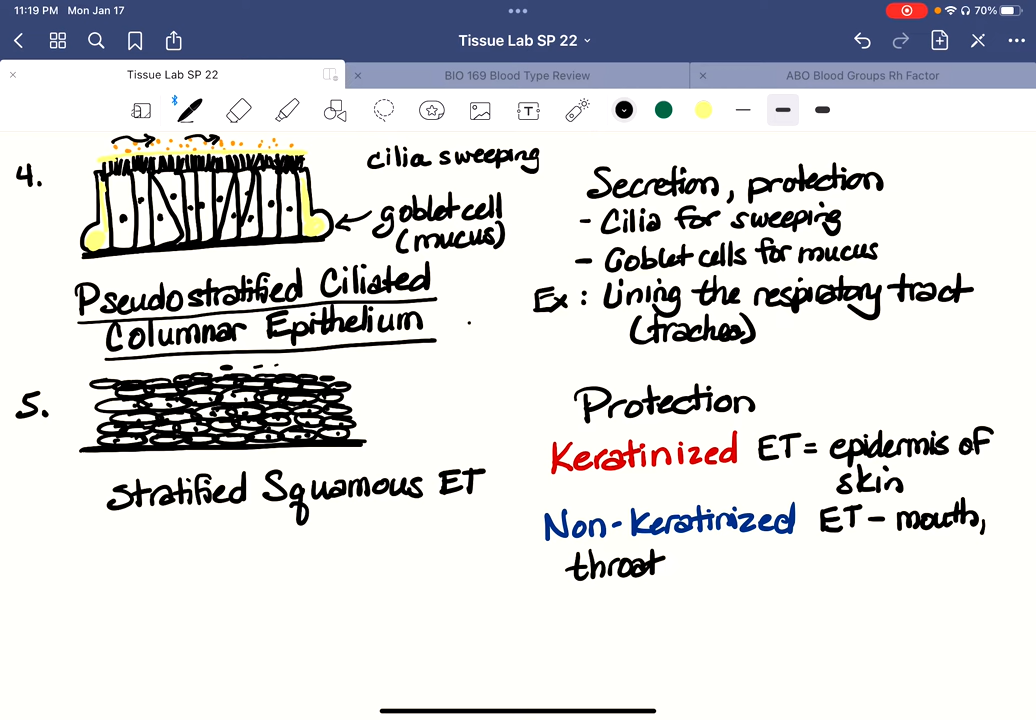 11:19 PM Mon Jan 17
70%
Tissue Lab SP 22
Tissue Lab SP 22
BIO 169 Blood Type Review
ABO Blood Groups Rh Factor
4.
cilia sweeping
goblet cell
(mucus)
Pseudostratified Ciliated
Columnar Epithelium
Secretion, protection
- Cilia for sweeping
- Goblet cells for mucus
Ex: Lining the respiratory tract
(trachea)
5.
Stratified Squamous ET
Protection
Keratinized ET = epidermis of
skin
Non-Keratinized ET - mouth,
throat